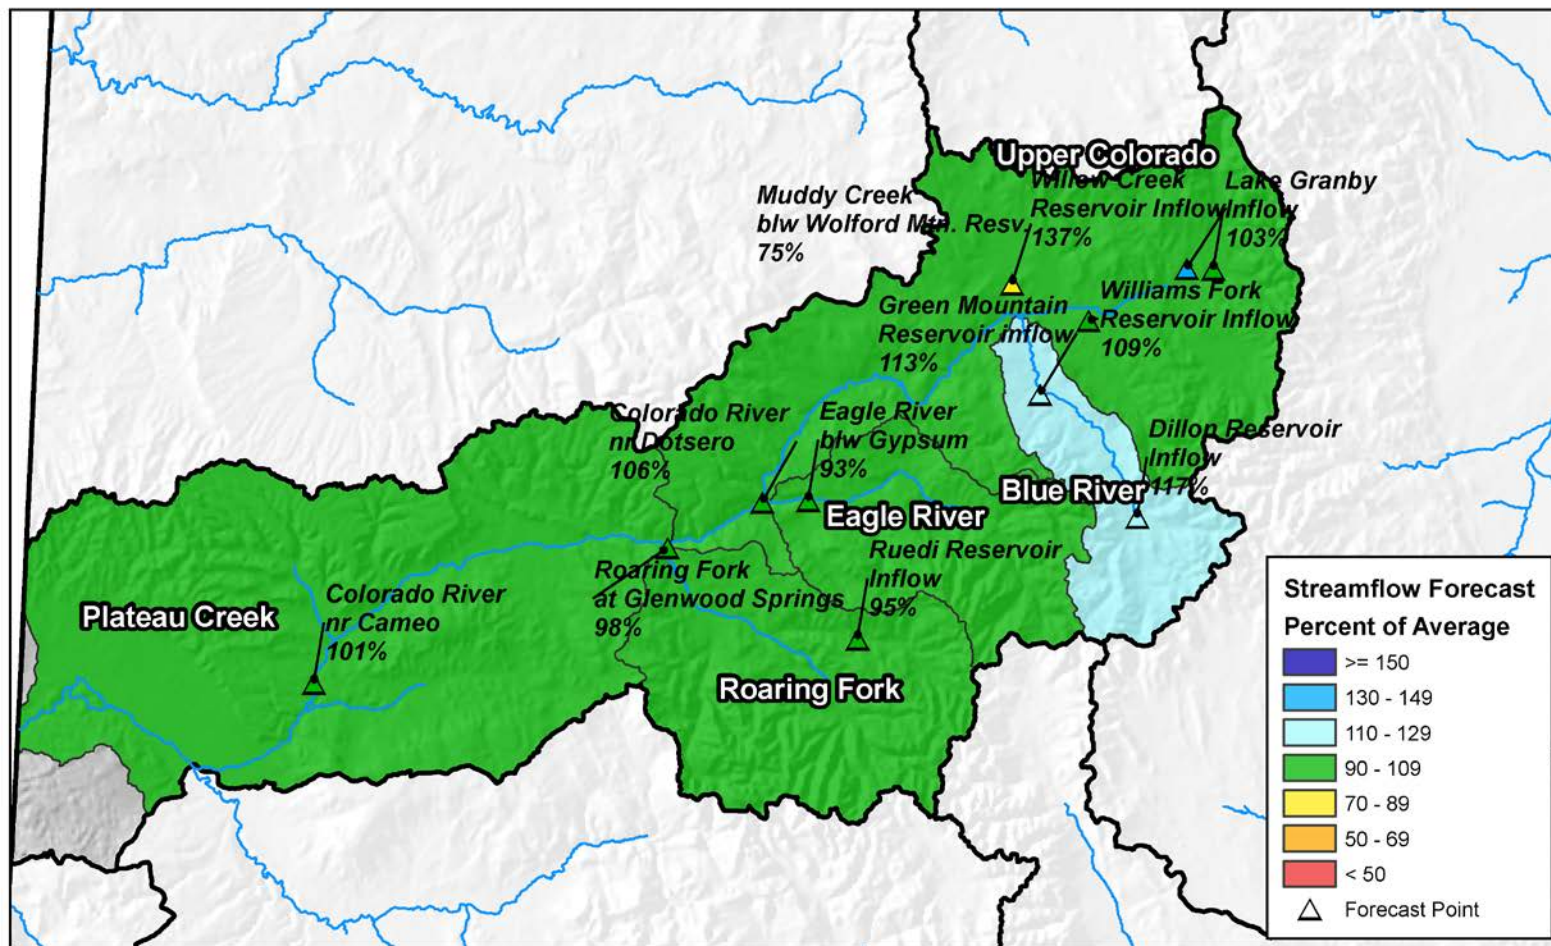 Upper Colorado
Muddy Creek
blw Wolford Mtn. Resv.
75%
Willow Creek
Reservoir Inflow
137%
Lake Granby
Inflow
103%
Green Mountain
Reservoir inflow
113%
Williams Fork
Reservoir Inflow
109%
Colorado River
nr Dotsero
106%
Eagle River
blw Gypsum
93%
Dillon Reservoir
Inflow
117%
Blue River
Eagle River
Ruedi Reservoir
Inflow
95%
Roaring Fork
at Glenwood Springs
98%
Plateau Creek
Colorado River
nr Cameo
101%
Roaring Fork
Streamflow Forecast
Percent of Average
>= 150
130 - 149
110 - 129
90 - 109
70 - 89
50 - 69
< 50
Forecast Point